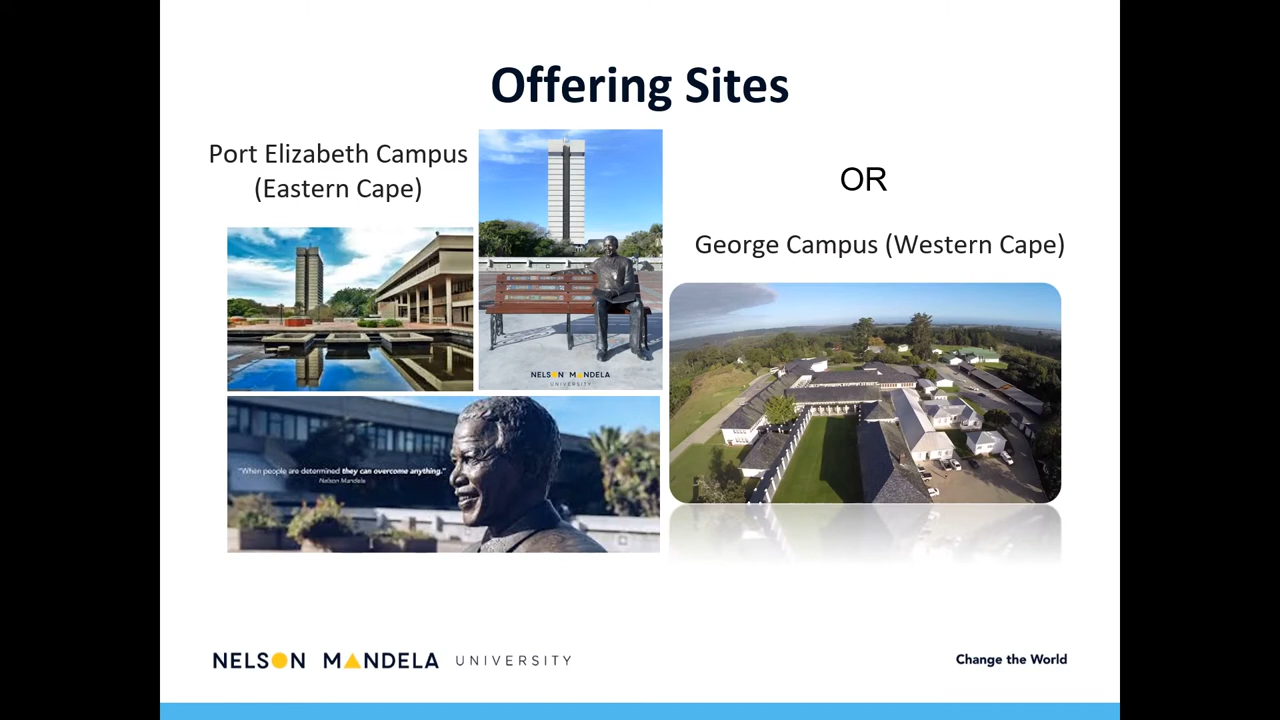 Offering Sites
Port Elizabeth Campus
(Eastern Cape)
OR
George Campus (Western Cape)
NELSON MANDELA
UNIVERSITY
"When people are determined they can overcome anything."
Nelson Mandela
NELSON MANDELA UNIVERSITY
Change the World